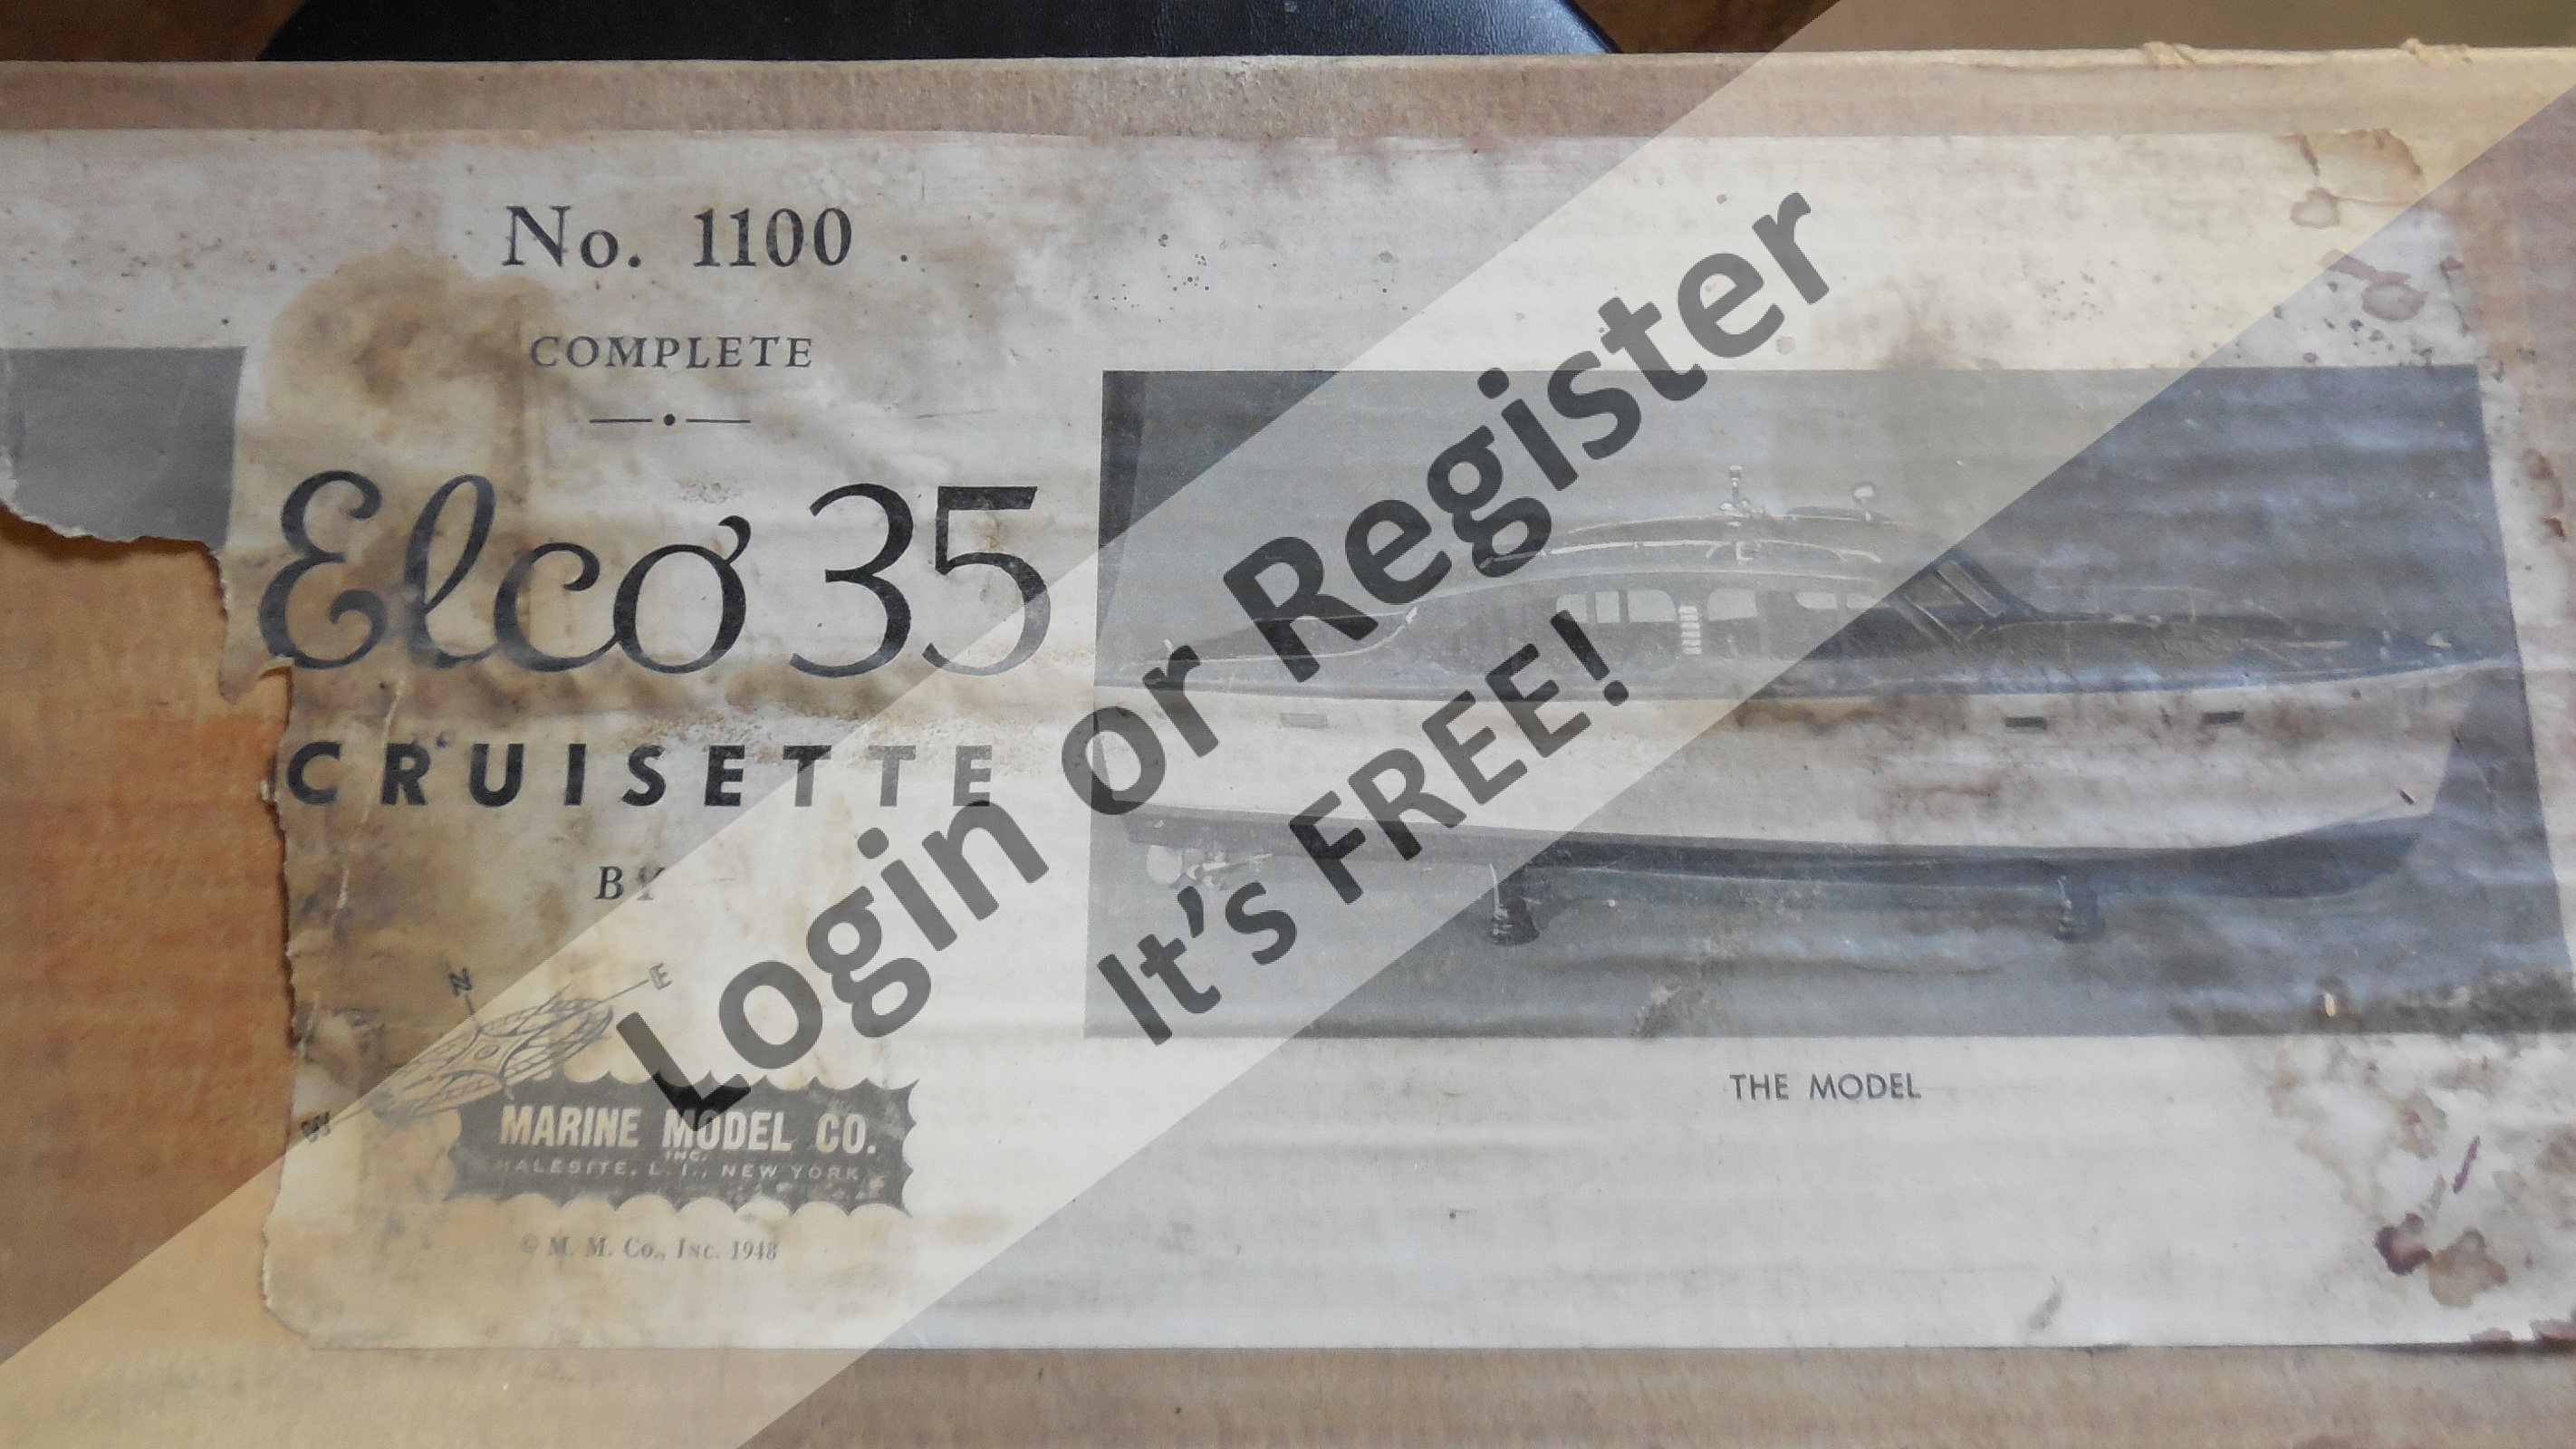 No. 1100
COMPLETE
Elco 35
CRUISETTE
BY
N
E
W
MARINE MODEL CO.
INC.
HALESITE, L. I., NEW YORK
© M. M. Co., Inc. 1948
THE MODEL
Login or Register
It's FREE!